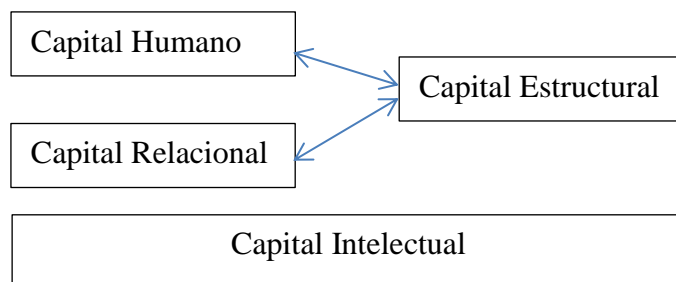 Capital Humano
Capital Estructural
Capital Relacional
Capital Intelectual